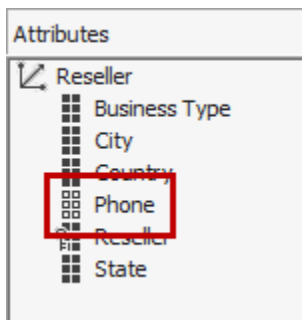 Attributes
Reseller
Business Type
City
Country
Phone
Reseller
State